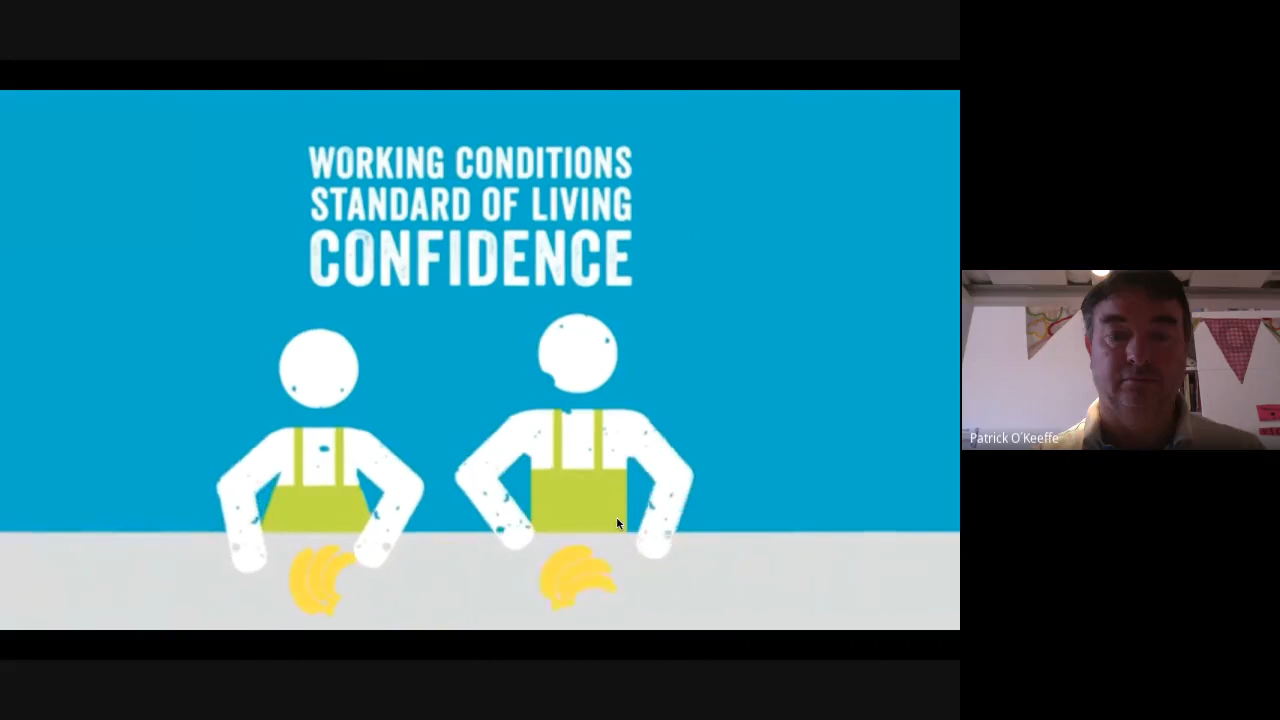 WORKING CONDITIONS
STANDARD OF LIVING
CONFIDENCE
Patrick O'Keeffe